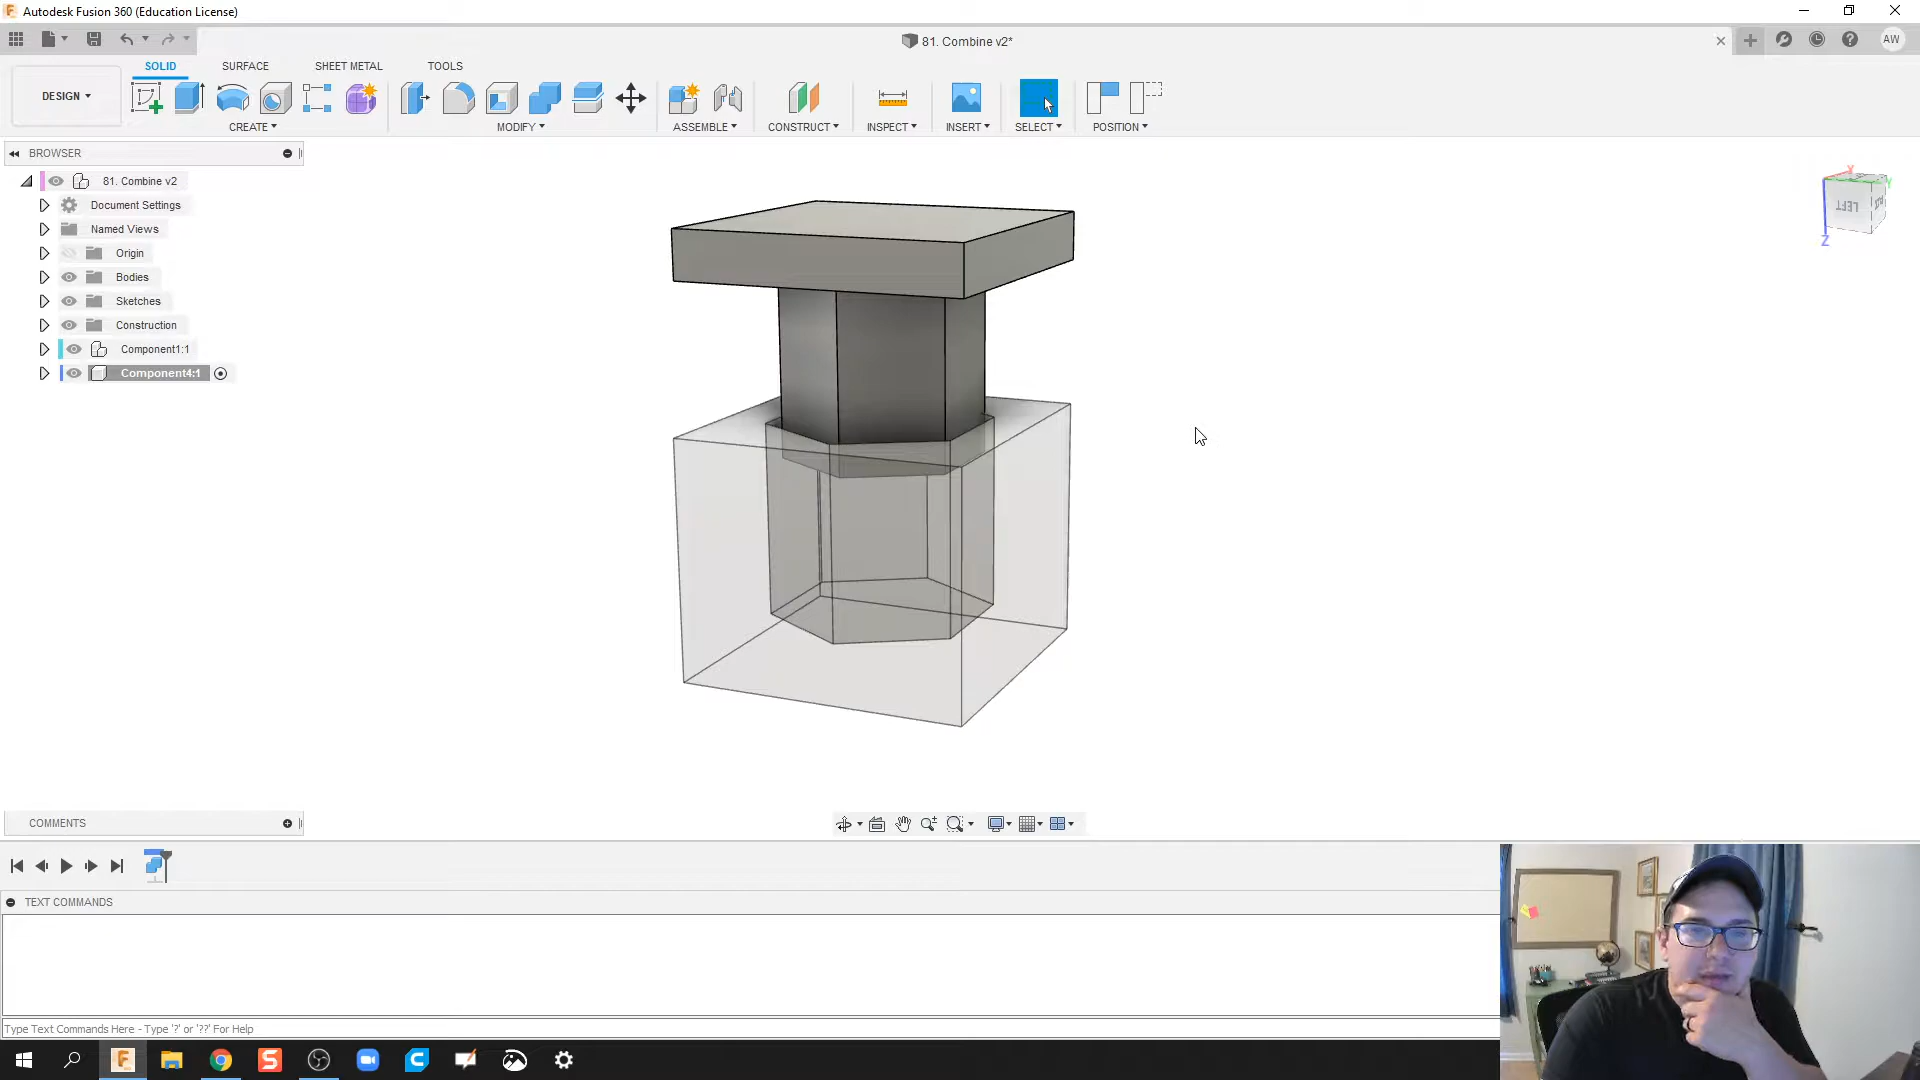 Autodesk Fusion 360 (Education License)
81. Combine v2*
AW
SOLID SURFACE SHEET METAL TOOLS
DESIGN
CREATE MODIFY ASSEMBLE CONSTRUCT INSPECT INSERT SELECT POSITION
BROWSER
81. Combine v2
Document Settings
Named Views
Origin
Bodies
Sketches
Construction
Component1:1
Component4:1
X
Y
LEFT
Z
COMMENTS
TEXT COMMANDS
Type Text Commands Here - Type '?' or '??' For Help